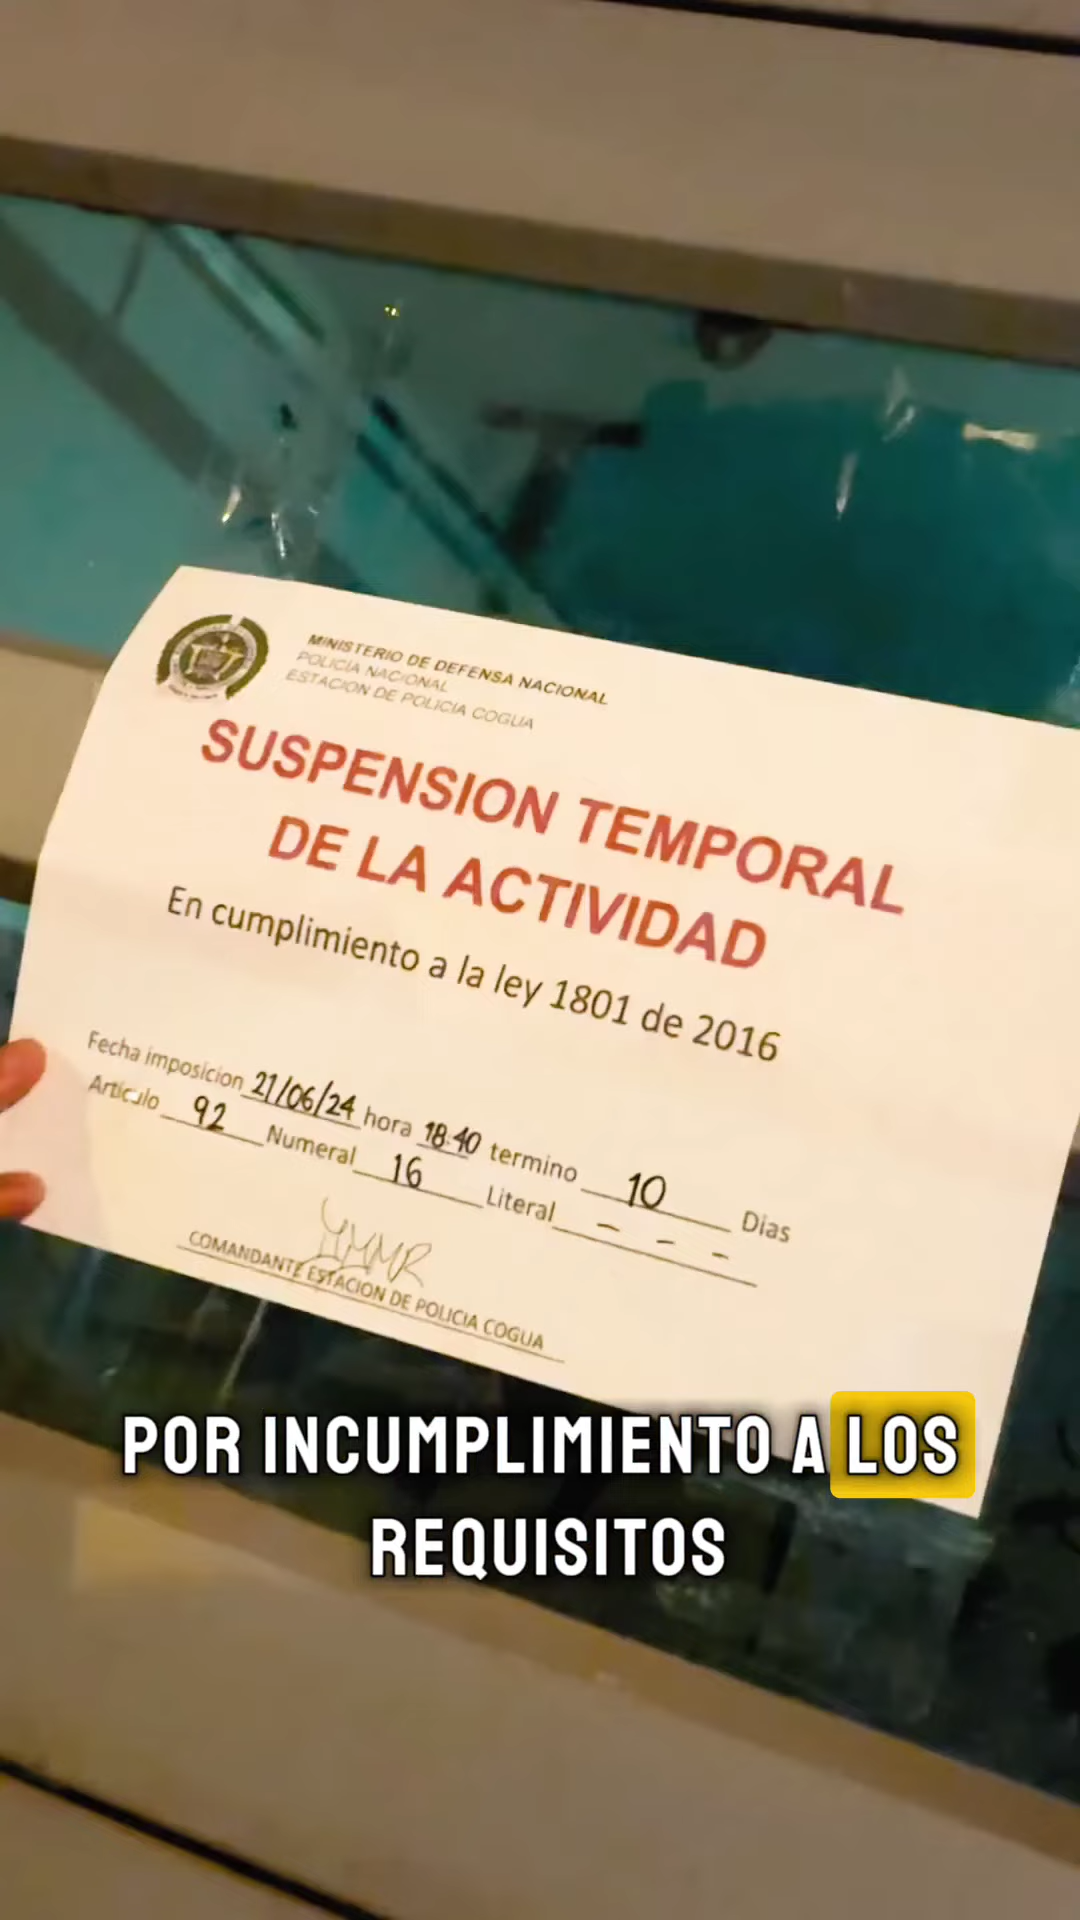 MINISTERIO DE DEFENSA NACIONAL
POLICIA NACIONAL
ESTACION DE POLICIA COGUA
SUSPENSION TEMPORAL
DE LA ACTIVIDAD
En cumplimiento a la ley 1801 de 2016
Fecha imposicion 21/06/24 hora 18:40 termino 10 Dias
Artículo 92 Numeral 16 Literal - - -
COMANDANTE ESTACION DE POLICIA COGUA
POR INCUMPLIMIENTO A LOS
REQUISITOS